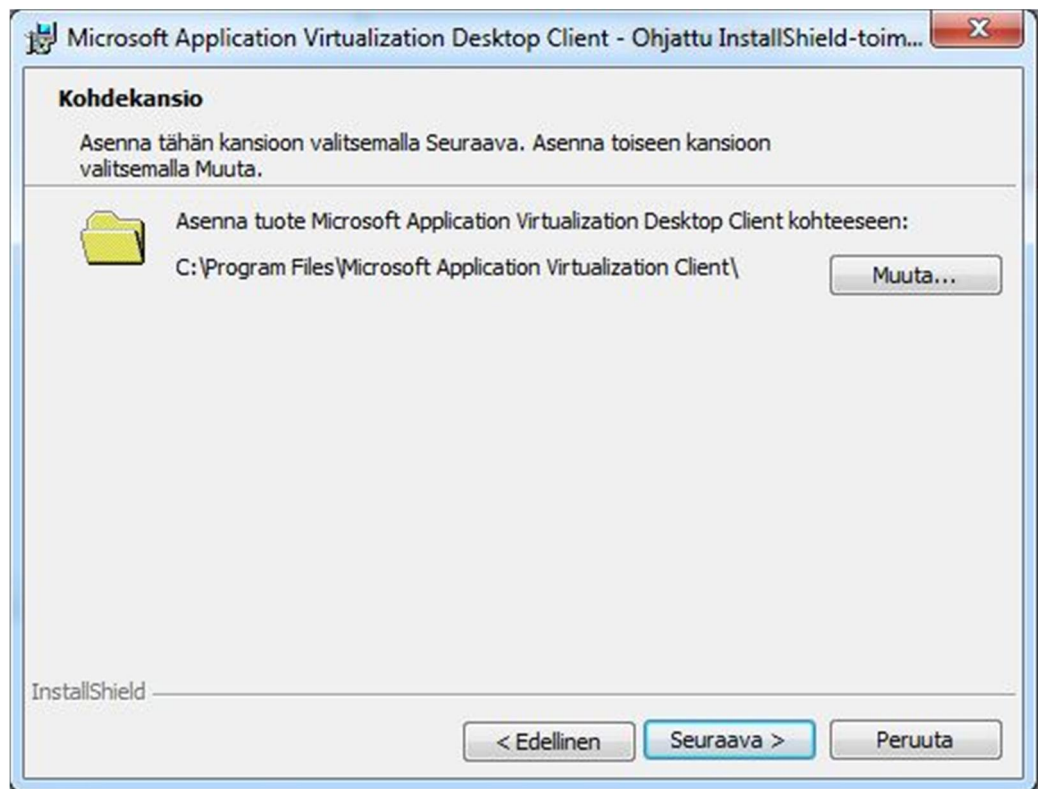 Microsoft Application Virtualization Desktop Client - Ohjattu InstallShield-toim...
Kohdekansio
Asenna tähän kansioon valitsemalla Seuraava. Asenna toiseen kansioon
valitsemalla Muuta.
Asenna tuote Microsoft Application Virtualization Desktop Client kohteeseen:
C:\Program Files\Microsoft Application Virtualization Client\
Muuta...
InstallShield
< Edellinen
Seuraava >
Peruuta